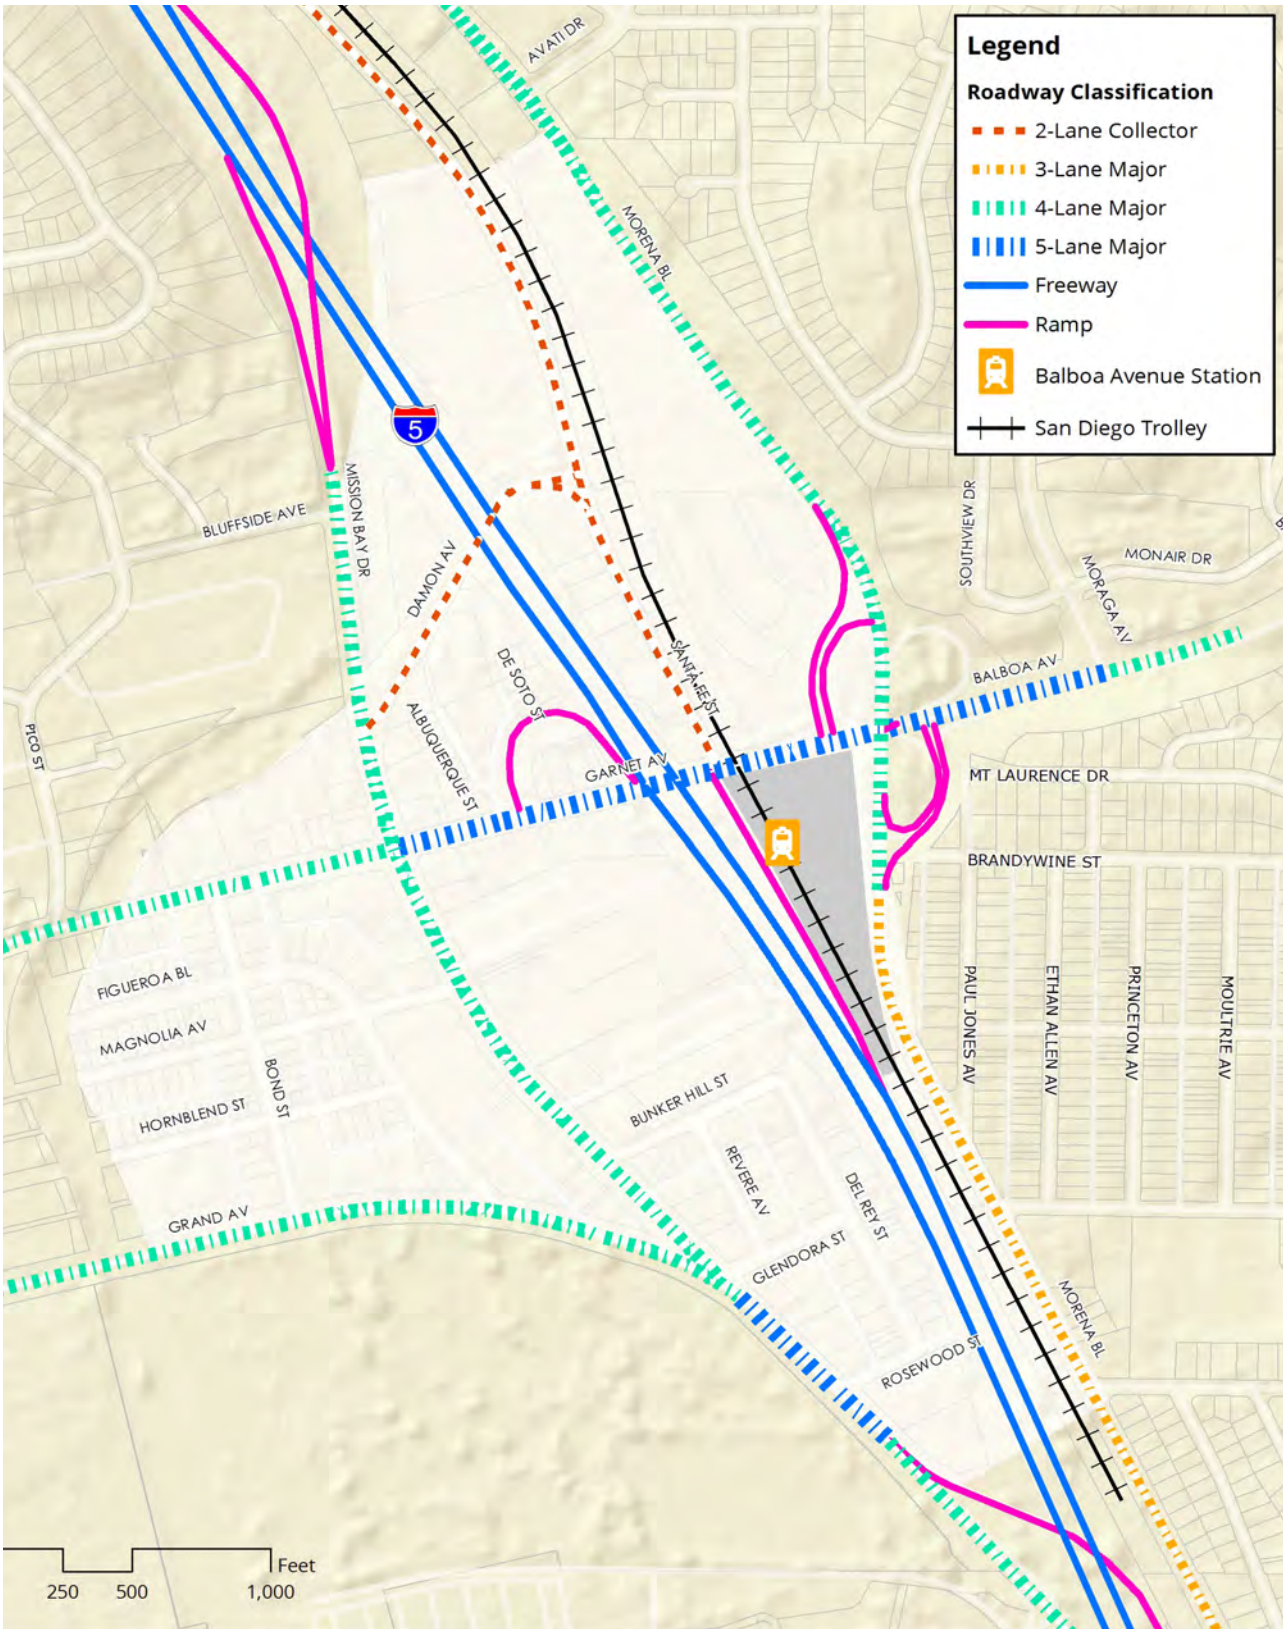 Legend
Roadway Classification
2-Lane Collector
3-Lane Major
4-Lane Major
5-Lane Major
Freeway
Ramp
Balboa Avenue Station
San Diego Trolley
AVATI DR
MORENA BL
5
MISSION BAY DR
BLUFFSIDE AVE
DAMON AV
SOUTHVIEW DR
MONAIR DR
MORAGA AV
BALBOA AV
SANTA FE ST
DE SOTO ST
ALBUQUERQUE ST
GARNET AV
PICO ST
MT LAURENCE DR
BRANDYWINE ST
FIGUEROA BL
MAGNOLIA AV
HORNBLEND ST
BOND ST
PAUL JONES AV
ETHAN ALLEN AV
PRINCETON AV
MOULTRIE AV
BUNKER HILL ST
REVERE AV
DEL REY ST
GRAND AV
GLENDORA ST
MORENA BL
ROSEWOOD ST
Feet
250 500 1,000